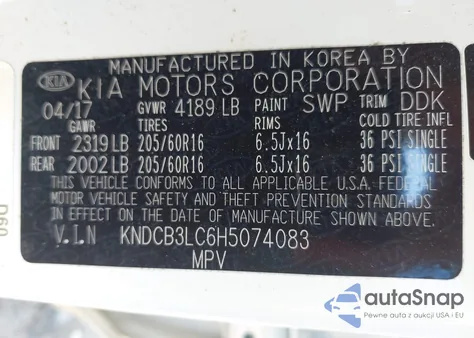 MANUFACTURED IN KOREA BY
KIA KIA MOTORS CORPORATION
04/17 GVWR 4189 LB PAINT SWP TRIM DDK
GAWR TIRES RIMS COLD TIRE INFL
FRONT 2319 LB 205/60R16 6.5Jx16 36 PSI SINGLE
REAR 2002 LB 205/60R16 6.5Jx16 36 PSI SINGLE
THIS VEHICLE CONFORMS TO ALL APPLICABLE U.S.A. FEDERAL
MOTOR VEHICLE SAFETY AND THEFT PREVENTION STANDARDS
IN EFFECT ON THE DATE OF MANUFACTURE SHOWN ABOVE.
V.I.N KNDCB3LC6H5074083
MPV
autoSnap
Pewne auta z aukcji USA i EU